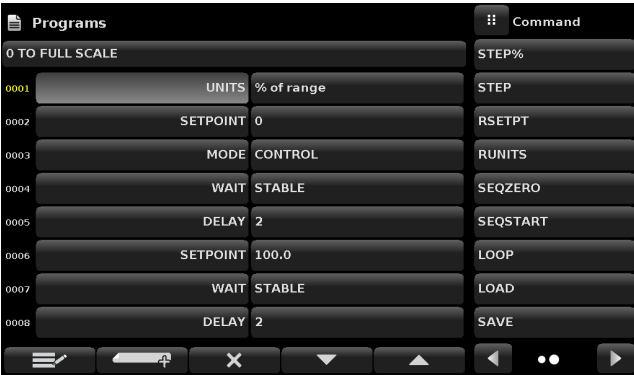 Programs
Command
0 TO FULL SCALE
STEP%
0001 UNITS % of range
STEP
0002 SETPOINT 0
RSETPT
0003 MODE CONTROL
RUNITS
0004 WAIT STABLE
SEQZERO
0005 DELAY 2
SEQSTART
0006 SETPOINT 100.0
LOOP
0007 WAIT STABLE
LOAD
0008 DELAY 2
SAVE